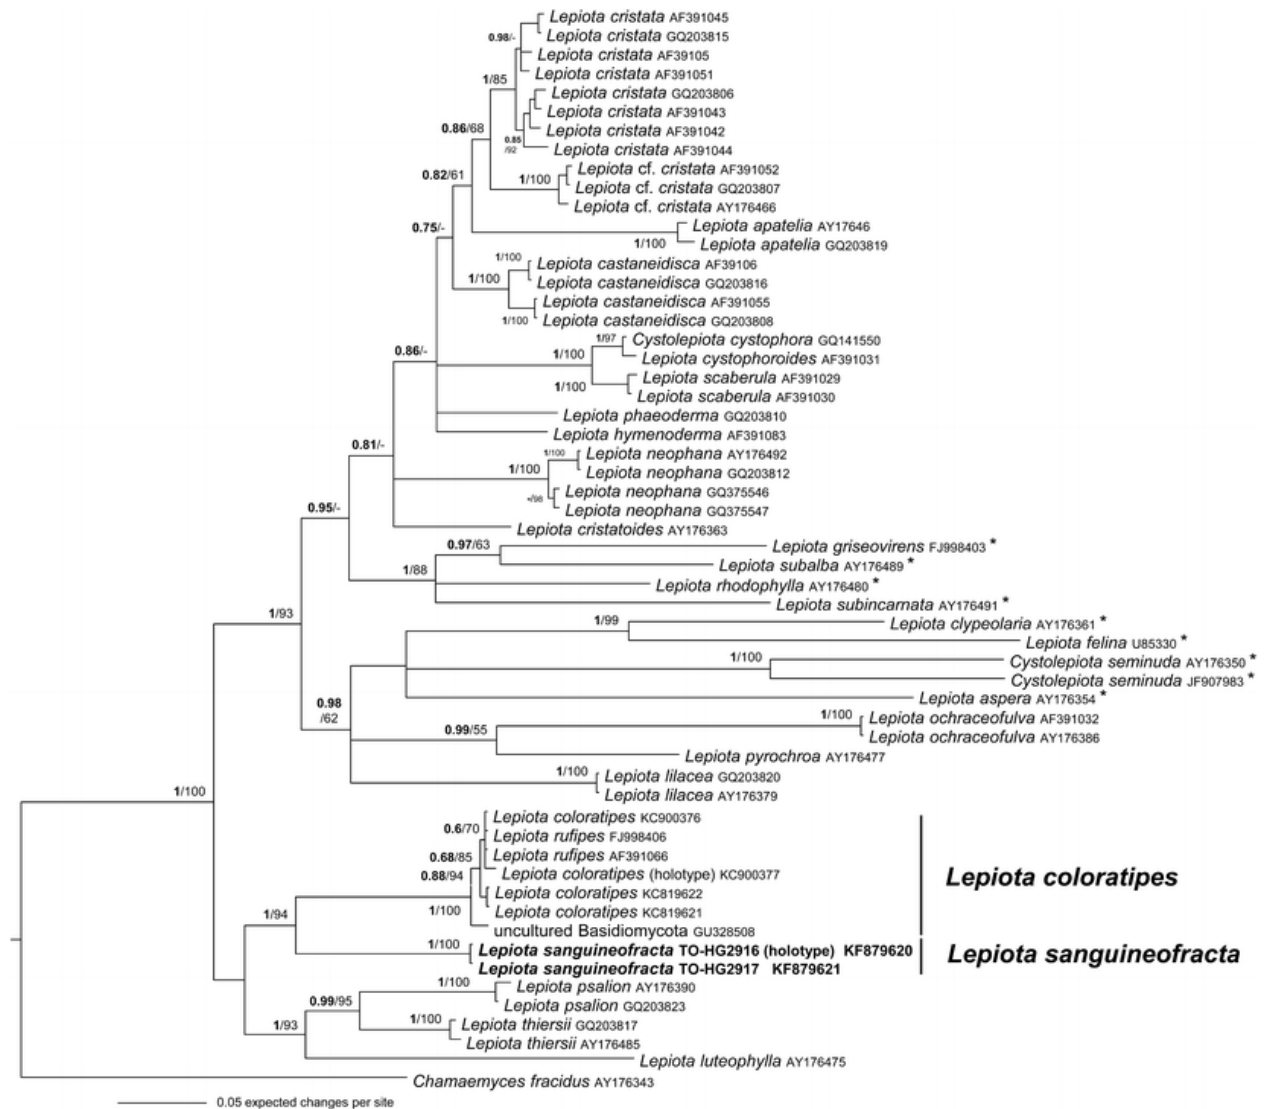 Lepiota cristata AF391045
0.98/-
Lepiota cristata GQ203815
Lepiota cristata AF39105
Lepiota cristata AF391051
1/85
Lepiota cristata GQ203806
Lepiota cristata AF391043
0.86/68
Lepiota cristata AF391042
0.85
/92
Lepiota cristata AF391044
Lepiota cf. cristata AF391052
0.82/61
1/100
Lepiota cf. cristata GQ203807
Lepiota cf. cristata AY176466
0.75/-
Lepiota apatelia AY17646
1/100
Lepiota apatelia GQ203819
1/100
Lepiota castaneidisca AF39106
1/100
Lepiota castaneidisca GQ203816
Lepiota castaneidisca AF391055
1/100
Lepiota castaneidisca GQ203808
1/97
Cystolepiota cystophora GQ141550
0.86/-
1/100
Lepiota cystophoroides AF391031
Lepiota scaberula AF391029
1/100
Lepiota scaberula AF391030
Lepiota phaeoderma GQ203810
Lepiota hymenoderma AF391083
0.81/-
1/100
Lepiota neophana AY176492
1/100
Lepiota neophana GQ203812
Lepiota neophana GQ375546
-/98
Lepiota neophana GQ375547
0.95/-
Lepiota cristatoides AY176363
0.97/63
Lepiota griseovirens FJ998403 *
Lepiota subalba AY176489 *
1/88
Lepiota rhodophylla AY176480 *
Lepiota subincarnata AY176491 *
1/93
1/99
Lepiota clypeolaria AY176361 *
Lepiota felina U85330 *
1/100
Cystolepiota seminuda AY176350 *
Cystolepiota seminuda JF907983 *
0.98
/62
Lepiota aspera AY176354 *
1/100
Lepiota ochraceofulva AF391032
0.99/55
Lepiota ochraceofulva AY176386
Lepiota pyrochroa AY176477
1/100
Lepiota lilacea GQ203820
1/100
Lepiota lilacea AY176379
Lepiota coloratipes KC900376
0.6/70
Lepiota rufipes FJ998406
0.68/85
Lepiota rufipes AF391066
0.88/94
Lepiota coloratipes (holotype) KC900377
Lepiota coloratipes
Lepiota coloratipes KC819622
1/94
1/100
Lepiota coloratipes KC819621
uncultured Basidiomycota GU328508
1/100
Lepiota sanguineofracta TO-HG2916 (holotype) KF879620
Lepiota sanguineofracta
Lepiota sanguineofracta TO-HG2917 KF879621
1/100
Lepiota psalion AY176390
0.99/95
Lepiota psalion GQ203823
1/93
1/100
Lepiota thiersii GQ203817
Lepiota thiersii AY176485
Lepiota luteophylla AY176475
Chamaemyces fracidus AY176343
0.05 expected changes per site